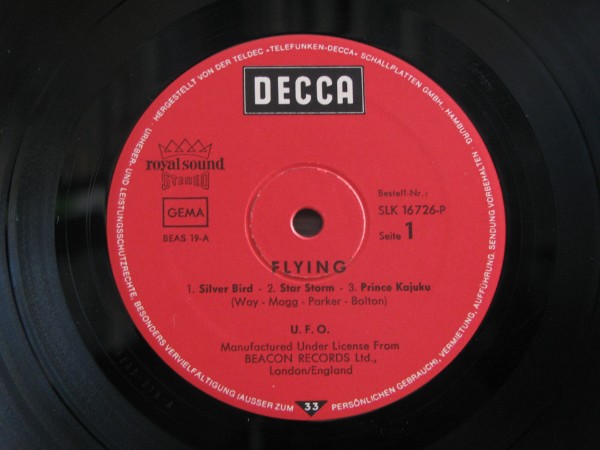 URHEBER- UND LEISTUNGSSCHUTZRECHTE, BESONDERS VERVIELFÄLTIGUNG (AUSSER ZUM PERSÖNLICHEN GEBRAUCH), VERMIETUNG, AUFFÜHRUNG, SENDUNG VORBEHALTEN · HERGESTELLT VON DER TELDEC »TELEFUNKEN-DECCA« SCHALLPLATTEN GMBH., HAMBURG
DECCA
royal sound
STEREO
GEMA
BEAS 19-A
Bestell-Nr.:
SLK 16726-P
Seite 1
FLYING
1. Silver Bird - 2. Star Storm - 3. Prince Kajuku
(Way - Mogg - Parker - Bolton)
U.F.O.
Manufactured Under License From
BEACON RECORDS Ltd.,
London/England
33